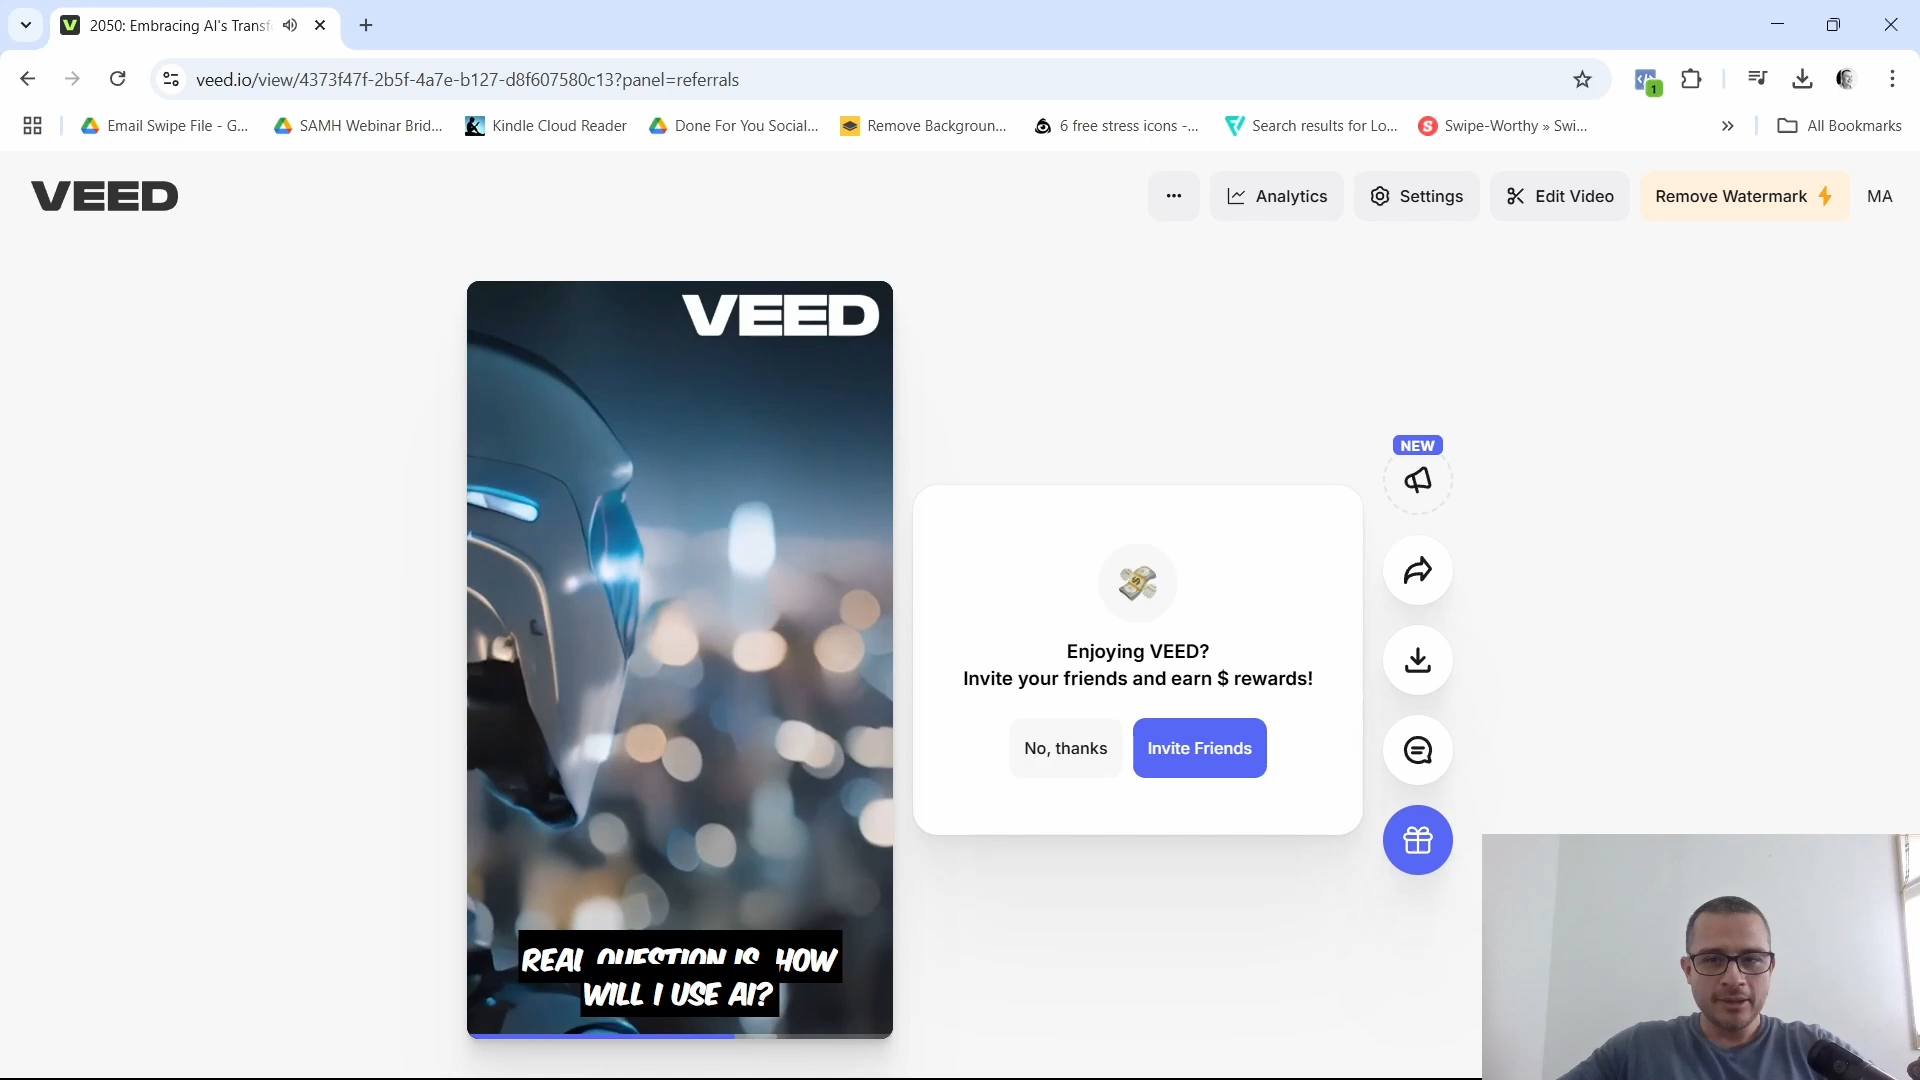 2050: Embracing AI's Transf
veed.io/view/4373f47f-2b5f-4a7e-b127-d8f607580c13?panel=referrals
1
Email Swipe File - G...
SAMH Webinar Brid...
Kindle Cloud Reader
Done For You Social...
Remove Backgroun...
6 free stress icons -...
Search results for Lo...
Swipe-Worthy » Swi...
All Bookmarks
VEED
Analytics
Settings
Edit Video
Remove Watermark
MA
VEED
NEW
Enjoying VEED?
Invite your friends and earn $ rewards!
No, thanks
Invite Friends
REAL QUESTION IS, HOW
WILL I USE AI?